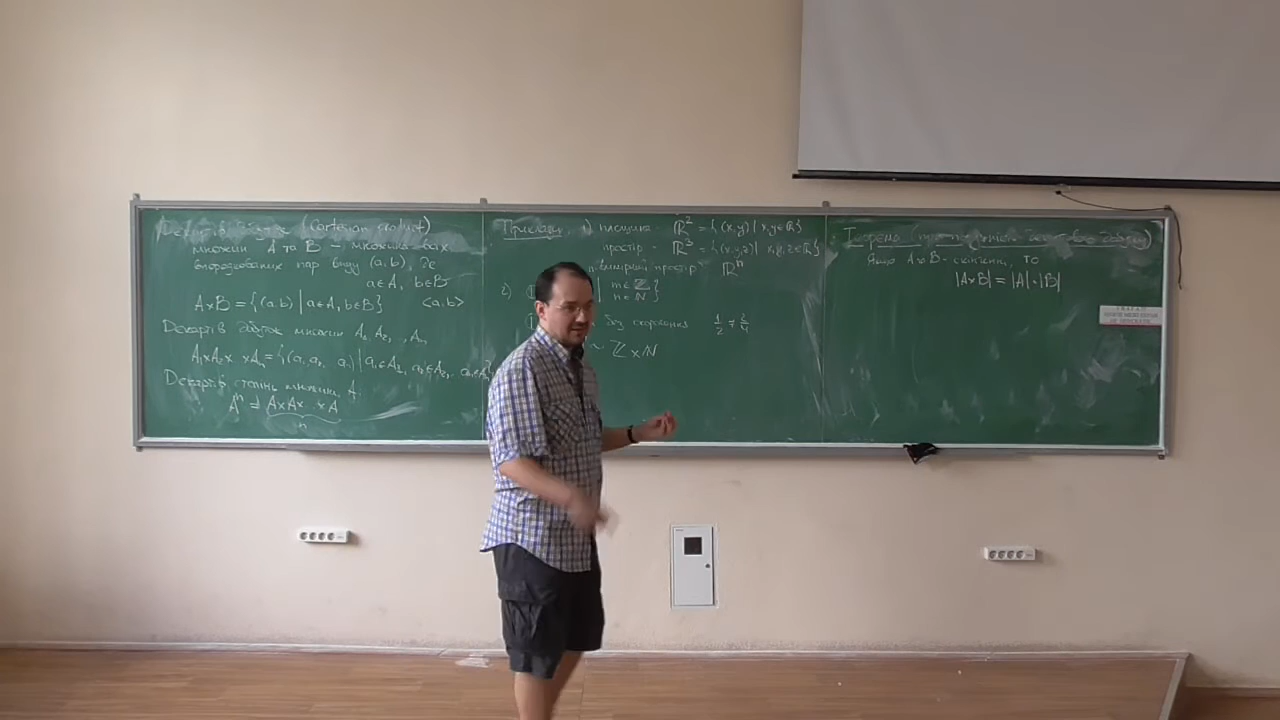 Декартів добуток (Cartesian product)
множин A та B – множина всіх
впорядкованих пар виду (a,b), де
a∈A, b∈B
A×B = {(a,b) | a∈A, b∈B} <a,b>
Декартів добуток множин A₁, A₂, , Aₙ
A₁×A₂× ×Aₙ = {(a₁, a₂, aₙ) | a₁∈A₁, a₂∈A₂, aₙ∈Aₙ}
Декартів степінь множини A:
Aⁿ = A×A× ×A
n
Приклади 1) площина – ℝ² = {(x,y) | x,y∈ℝ}
простір – ℝ³ = {(x,y,z) | x,y,z∈ℝ}
n-вимірний простір ℝⁿ
2) m∈ℤ
n∈ℕ }
без скорочення 1/2 ≠ 2/4
~ ℤ×ℕ
Теорема
Якщо A та B – скінченні, то
|A×B| = |A|·|B|